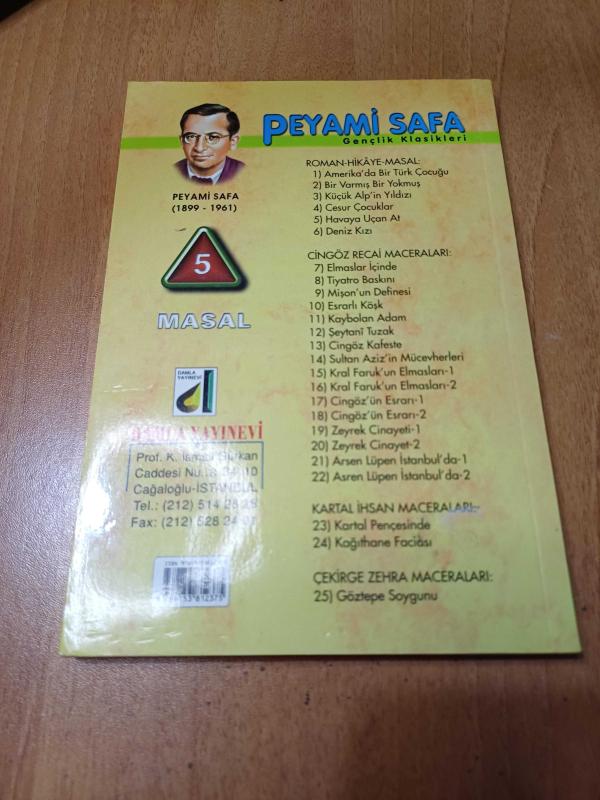 PEYAMİ SAFA
Gençlik Klasikleri
PEYAMİ SAFA
(1899 - 1961)
5
MASAL
DAMLA
YAYINEVİ
DAMLA YAYINEVİ
Prof. K. İsmail Gürkan
Caddesi
Cağaloğlu-İSTANBUL
Tel.: (212) 514
Fax: (212) 526
ROMAN-HİKÂYE-MASAL:
1) Amerika'da Bir Türk Çocuğu
2) Bir Varmış Bir Yokmuş
3) Küçük Alp'in Yıldızı
4) Cesur Çocuklar
5) Havaya Uçan At
6) Deniz Kızı
CİNGÖZ RECAİ MACERALARI:
7) Elmaslar İçinde
8) Tiyatro Baskını
9) Mişon'un Definesi
10) Esrarlı Köşk
11) Kaybolan Adam
12) Şeytanî Tuzak
13) Cingöz Kafeste
14) Sultan Aziz'in Mücevherleri
15) Kral Faruk'un Elmasları-1
16) Kral Faruk'un Elmasları-2
17) Cingöz'ün Esrarı-1
18) Cingöz'ün Esrarı-2
19) Zeyrek Cinayeti-1
20) Zeyrek Cinayet-2
21) Arsen Lüpen İstanbul'da-1
22) Asren Lüpen İstanbul'da-2
KARTAL İHSAN MACERALARI:
23) Kartal Pençesinde
24) Kağıthane Faciası
ÇEKİRGE ZEHRA MACERALARI:
25) Göztepe Soygunu